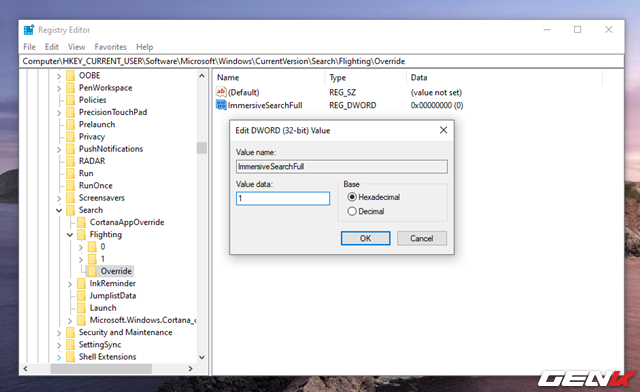 Registry Editor
File Edit View Favorites Help
Computer\HKEY_CURRENT_USER\Software\Microsoft\Windows\CurrentVersion\Search\Flighting\Override
OOBE
PenWorkspace
Policies
PrecisionTouchPad
Prelaunch
Privacy
PushNotifications
RADAR
Run
RunOnce
Screensavers
Search
CortanaAppOverride
Flighting
0
1
Override
InkReminder
JumplistData
Launch
Microsoft.Windows.Cortana_c
Security and Maintenance
SettingSync
Shell Extensions
Name Type Data
(Default) REG_SZ (value not set)
ImmersiveSearchFull REG_DWORD 0x00000000 (0)
Edit DWORD (32-bit) Value
Value name:
ImmersiveSearchFull
Value data:
1
Base
Hexadecimal
Decimal
OK Cancel
GENK